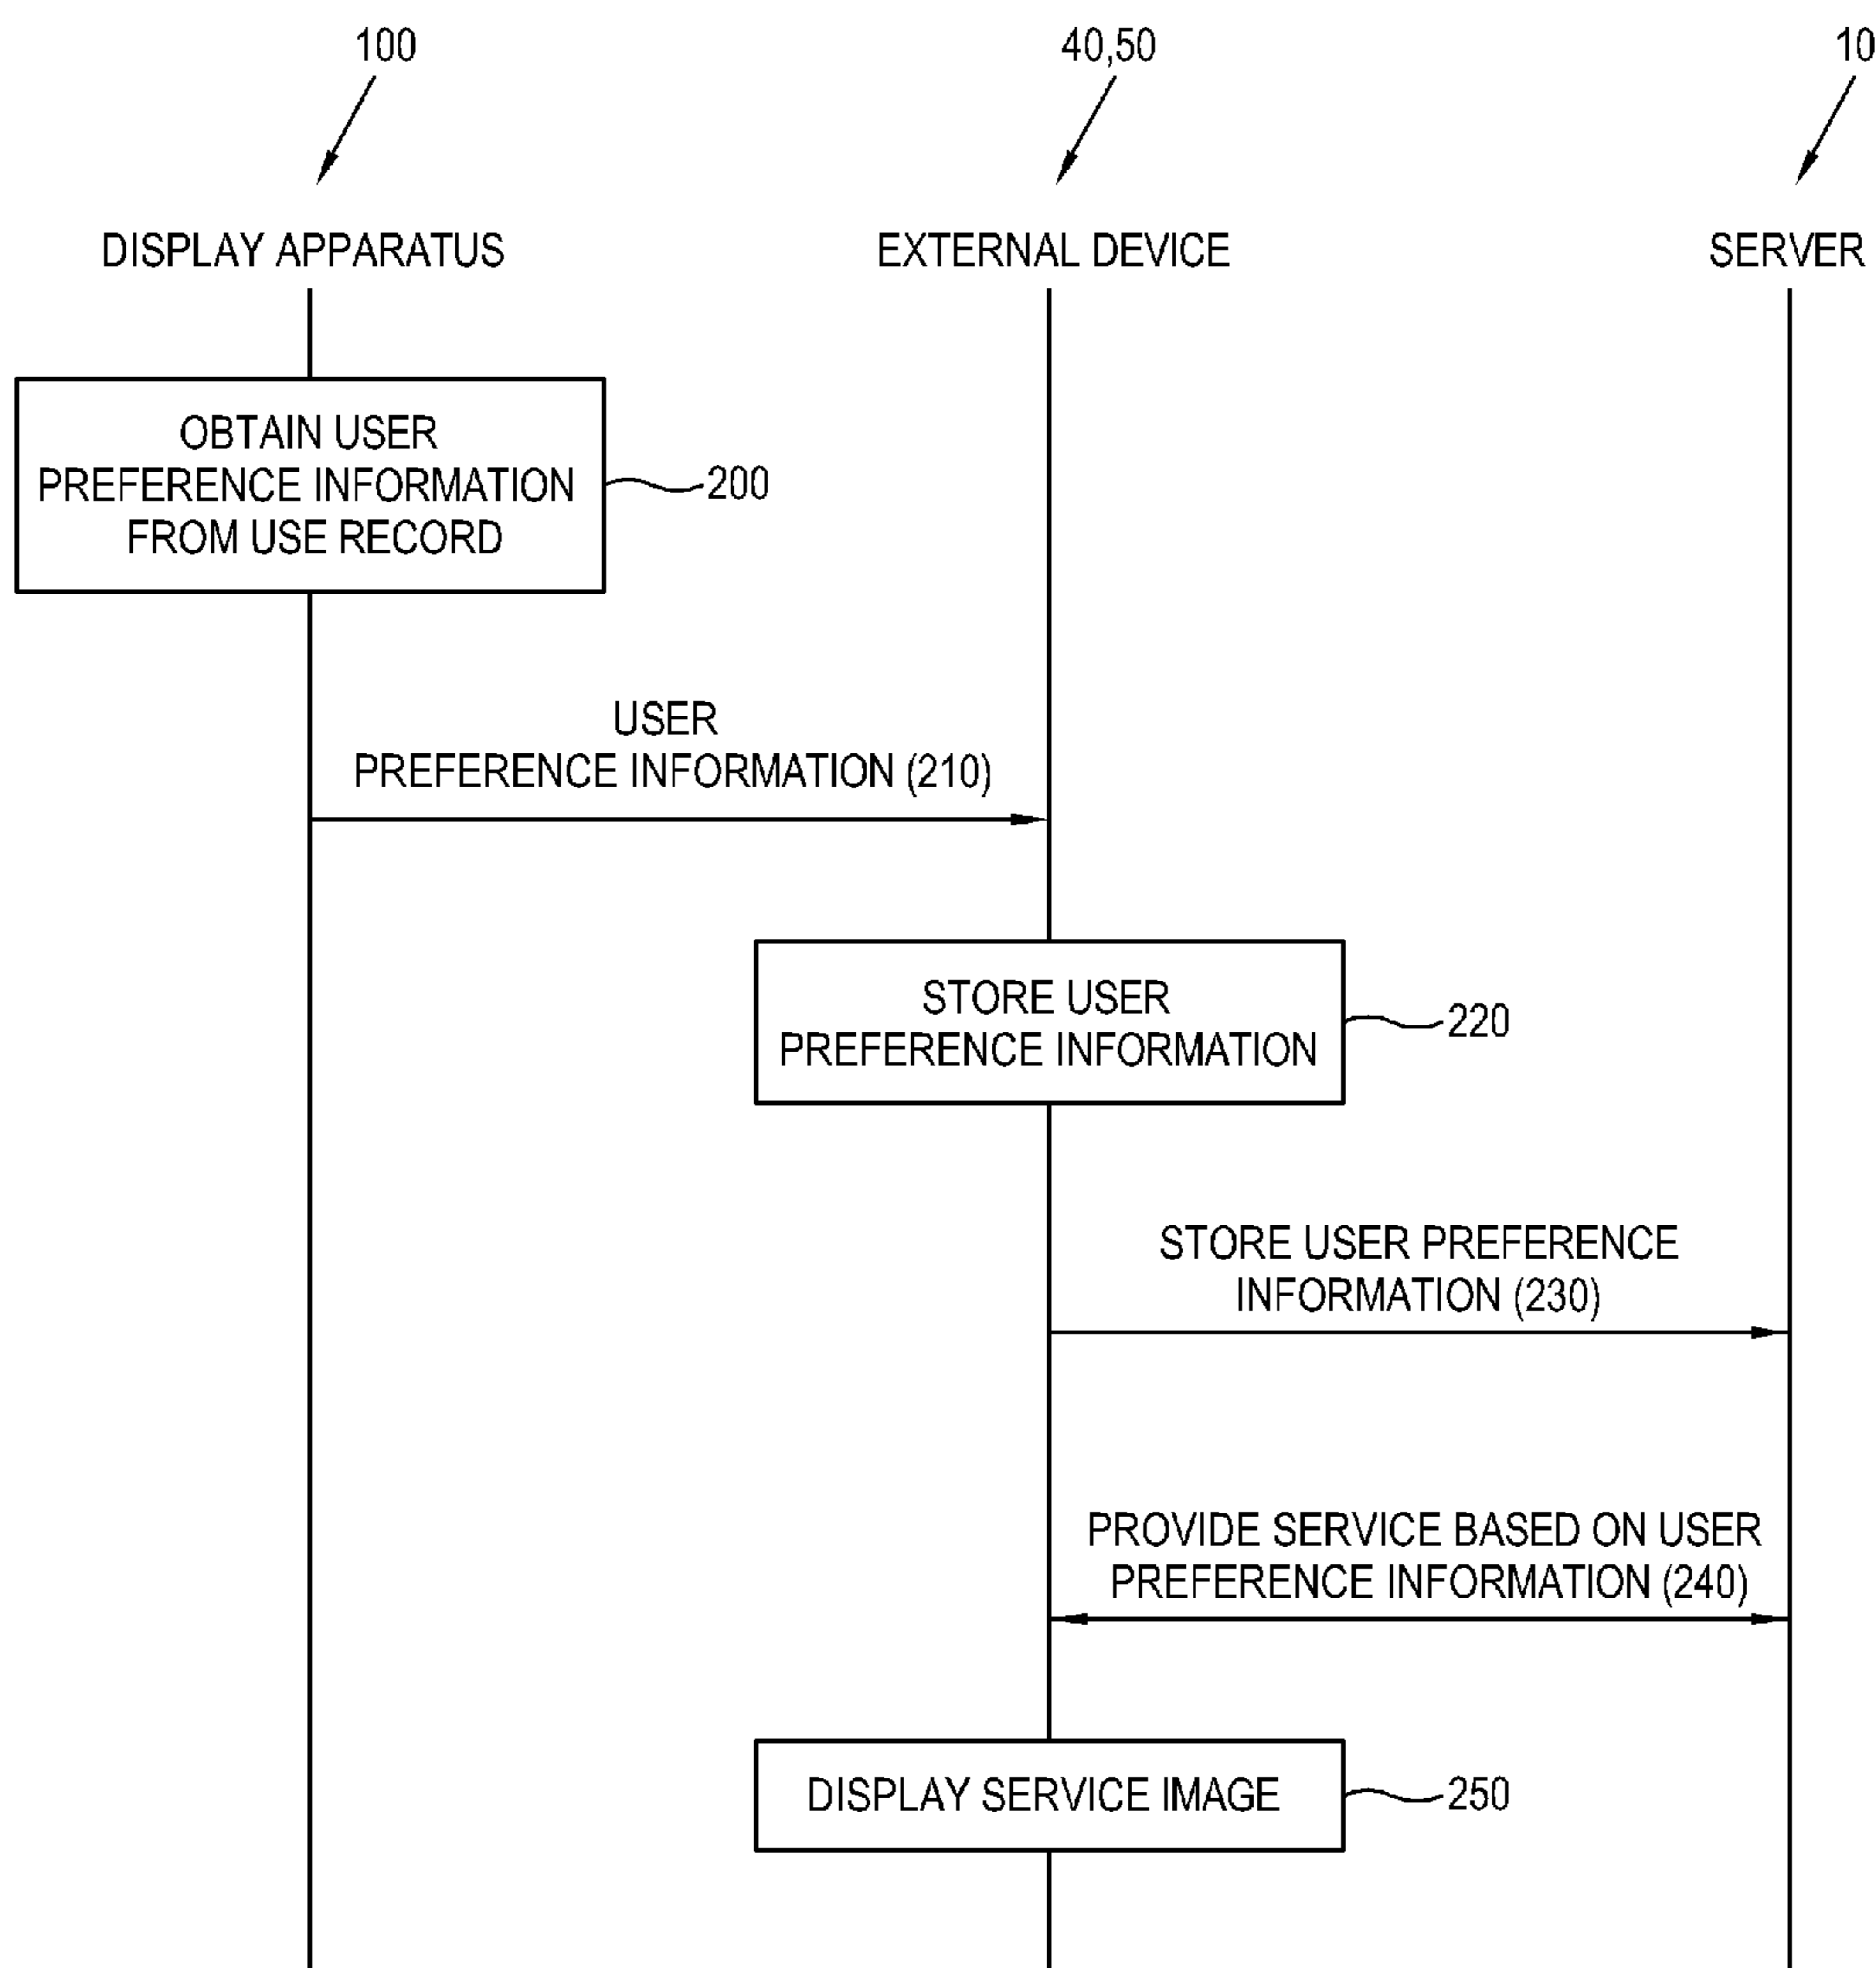 100
40,50
10
DISPLAY APPARATUS
EXTERNAL DEVICE
SERVER
OBTAIN USER
PREFERENCE INFORMATION
FROM USE RECORD
200
USER
PREFERENCE INFORMATION (210)
STORE USER
PREFERENCE INFORMATION
220
STORE USER PREFERENCE
INFORMATION (230)
PROVIDE SERVICE BASED ON USER
PREFERENCE INFORMATION (240)
DISPLAY SERVICE IMAGE
250